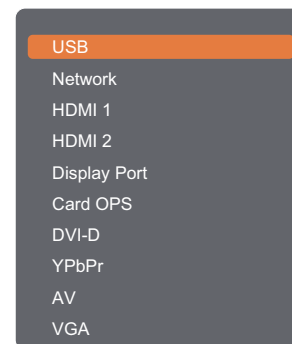 USB
Network
HDMI 1
HDMI 2
Display Port
Card OPS
DVI-D
YPbPr
AV
VGA